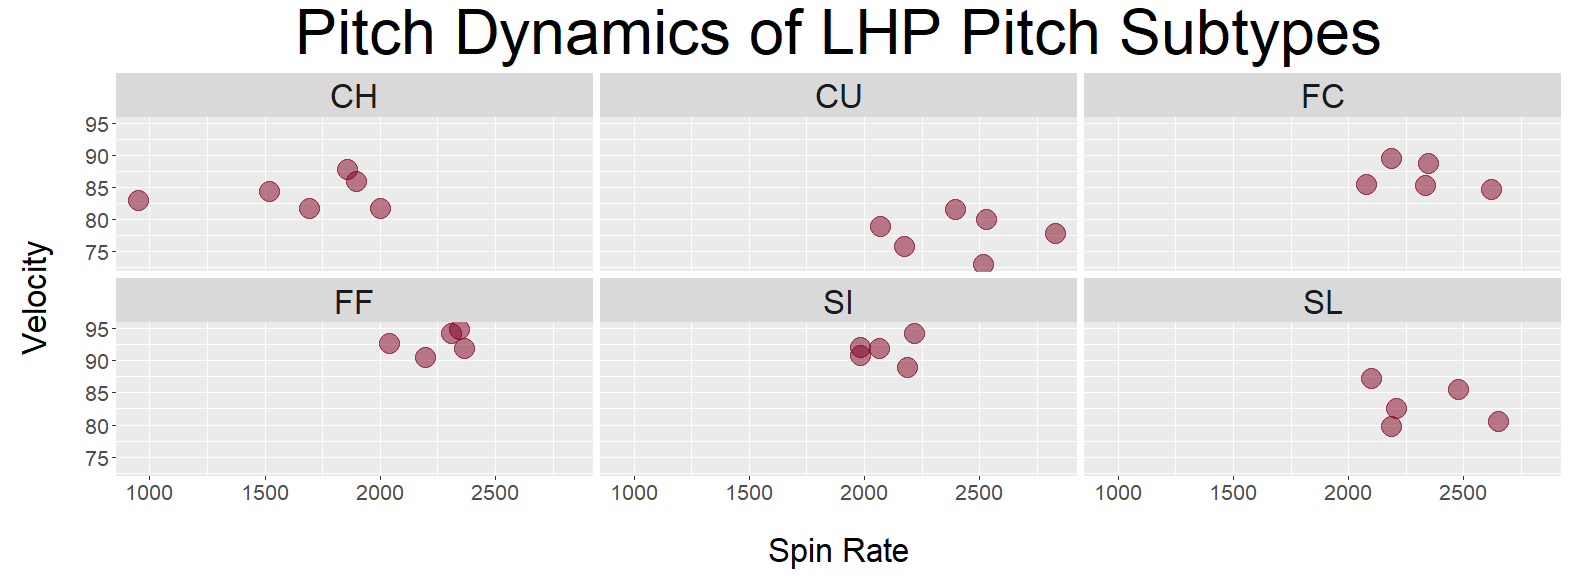 Pitch Dynamics of LHP Pitch Subtypes
CH CU FC
95
90
85
80
75
FF SI SL
95
90
85
80
75
Velocity
1000 1500 2000 2500 1000 1500 2000 2500 1000 1500 2000 2500
Spin Rate